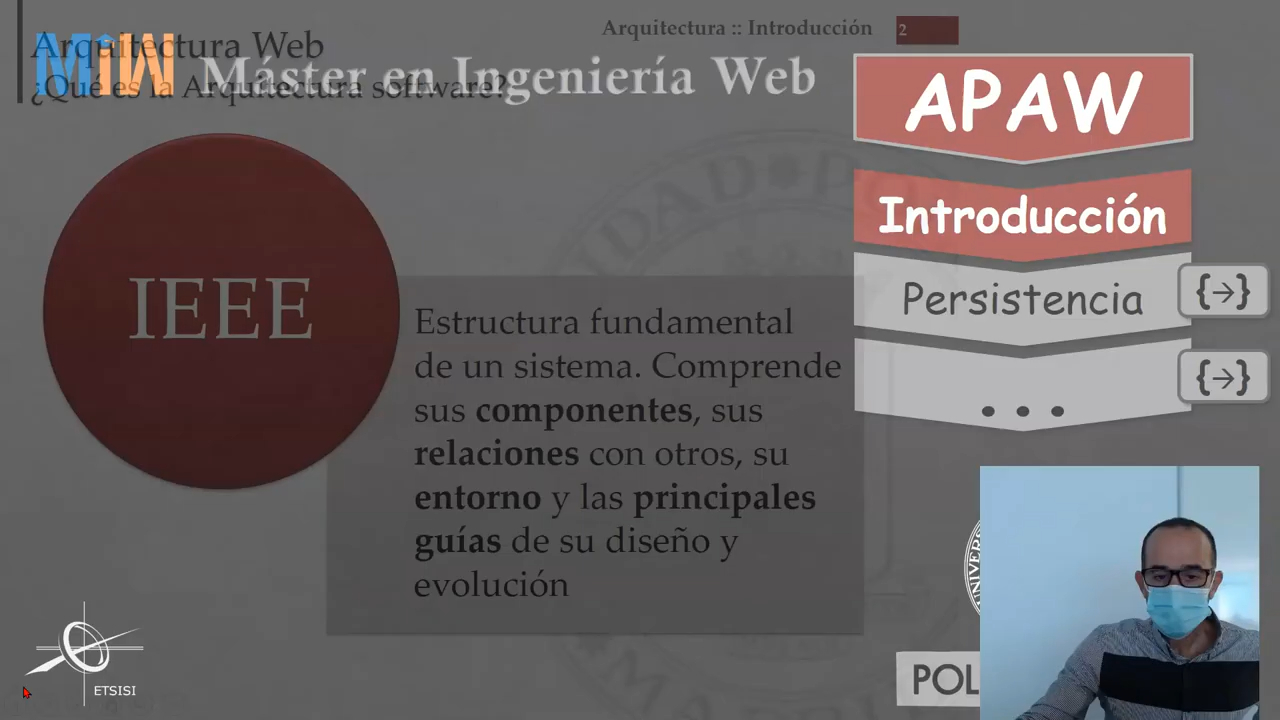 Arquitectura :: Introducción
2
Arquitectura Web
MiW
Máster en Ingeniería Web
¿Qué es la Arquitectura software?
APAW
Introducción
Persistencia
{→}
...
{→}
IEEE
Estructura fundamental
de un sistema. Comprende
sus componentes, sus
relaciones con otros, su
entorno y las principales
guías de su diseño y
evolución
ETSISI
POL